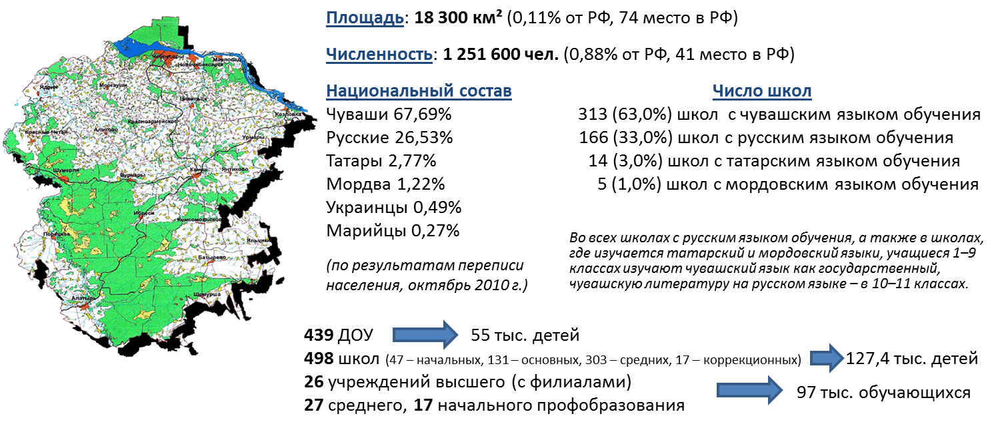 Площадь: 18 300 км² (0,11% от РФ, 74 место в РФ)
Численность: 1 251 600 чел. (0,88% от РФ, 41 место в РФ)
Национальный состав
Чуваши 67,69%
Русские 26,53%
Татары 2,77%
Мордва 1,22%
Украинцы 0,49%
Марийцы 0,27%
(по результатам переписи
населения, октябрь 2010 г.)
Число школ
313 (63,0%) школ с чувашским языком обучения
166 (33,0%) школ с русским языком обучения
14 (3,0%) школ с татарским языком обучения
5 (1,0%) школ с мордовским языком обучения
Во всех школах с русским языком обучения, а также в школах,
где изучается татарский и мордовский языки, учащиеся 1–9
классах изучают чувашский язык как государственный,
чувашскую литературу на русском языке – в 10–11 классах.
439 ДОУ 55 тыс. детей
498 школ (47 – начальных, 131 – основных, 303 – средних, 17 – коррекционных) 127,4 тыс. детей
26 учреждений высшего (с филиалами)
27 среднего, 17 начального профобразования
97 тыс. обучающихся
Чебоксары
Новочебоксарск
Марпосад
Ядрин
Моргауши
Цивильск
Козловка
Красноармейское
Аликово
Красные Четаи
Урмары
Шумерля
Вурнары
Канаш
Янтиково
Ибреси
Комсомольское
Порецкое
Яльчики
Батырево
Алатырь
Шемурша